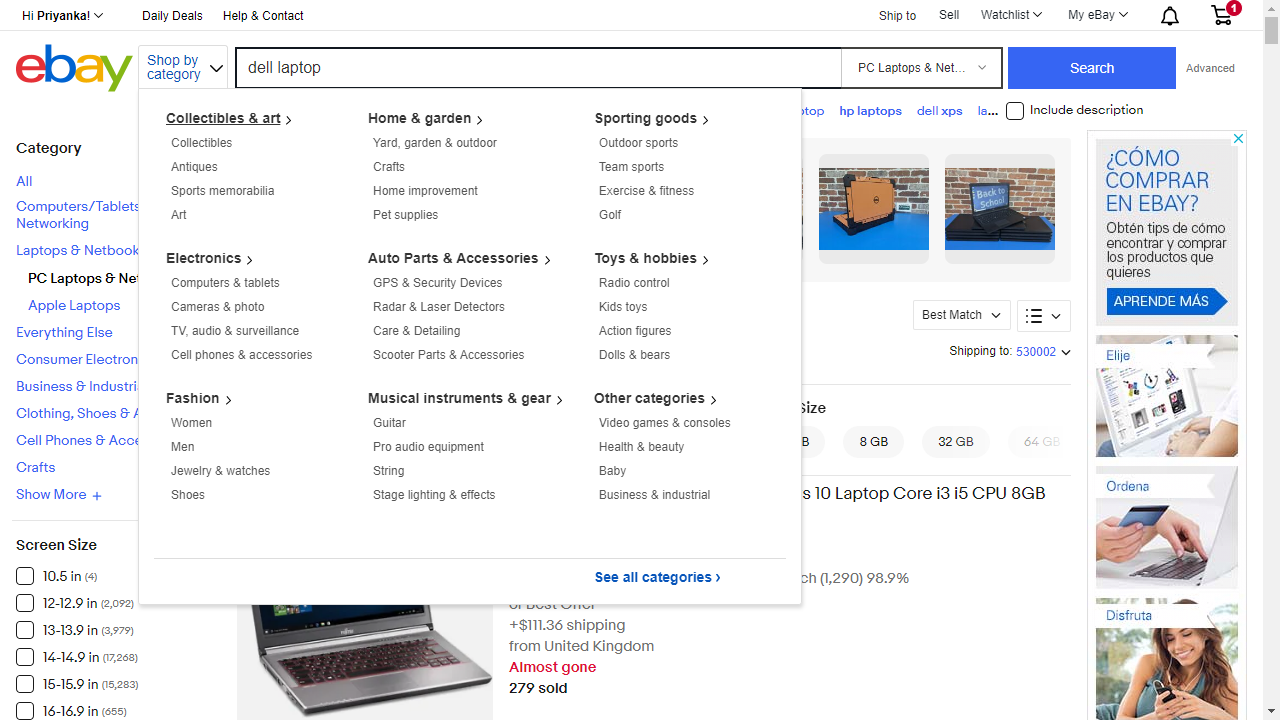 Hi Priyanka!
Daily Deals
Help & Contact
Ship to
Sell
Watchlist
My eBay
1
ebay
Shop by
category
dell laptop
PC Laptops & Net...
Search
Advanced
hp laptops
dell xps
la...
Include description
Collectibles & art
Collectibles
Antiques
Sports memorabilia
Art
Home & garden
Yard, garden & outdoor
Crafts
Home improvement
Pet supplies
Sporting goods
Outdoor sports
Team sports
Exercise & fitness
Golf
Electronics
Computers & tablets
Cameras & photo
TV, audio & surveillance
Cell phones & accessories
Auto Parts & Accessories
GPS & Security Devices
Radar & Laser Detectors
Care & Detailing
Scooter Parts & Accessories
Toys & hobbies
Radio control
Kids toys
Action figures
Dolls & bears
Fashion
Women
Men
Jewelry & watches
Shoes
Musical instruments & gear
Guitar
Pro audio equipment
String
Stage lighting & effects
Other categories
Video games & consoles
Health & beauty
Baby
Business & industrial
See all categories ›
Category
All
Computers/Tablets
Networking
Laptops & Netbook
PC Laptops & Ne
Apple Laptops
Everything Else
Consumer Electron
Business & Industri
Clothing, Shoes & A
Cell Phones & Acce
Crafts
Show More +
Screen Size
10.5 in (4)
12-12.9 in (2,092)
13-13.9 in (3,979)
14-14.9 in (17,268)
15-15.9 in (15,283)
16-16.9 in (655)
Back to
School
Best Match
Shipping to: 530002
Size
8 GB
32 GB
64 GB
s 10 Laptop Core i3 i5 CPU 8GB
(1,290) 98.9%
or Best Offer
+$111.36 shipping
from United Kingdom
Almost gone
279 sold
¿CÓMO
COMPRAR
EN EBAY?
Obtén tips de cómo
encontrar y comprar
los productos que
quieres
APRENDE MÁS
Elije
Ordena
Disfruta